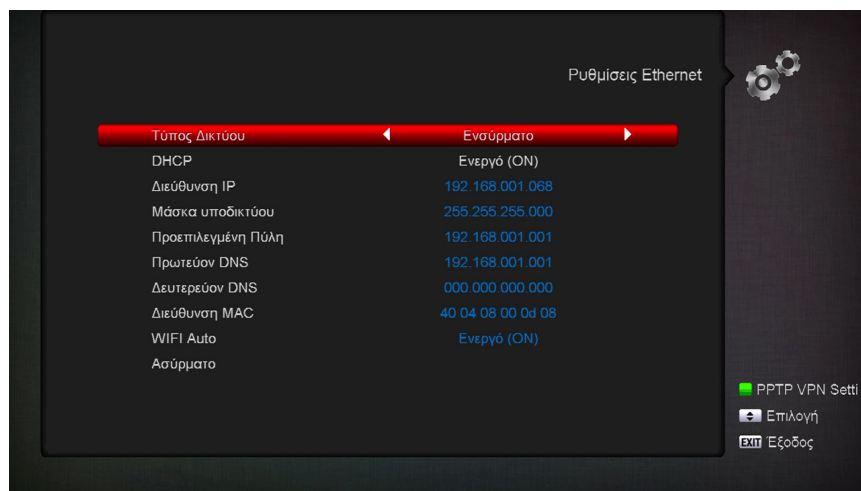 Ρυθμίσεις Ethernet
Τύπος Δικτύου Ενσύρματο
DHCP Ενεργό (ON)
Διεύθυνση IP 192.168.001.068
Μάσκα υποδικτύου 255.255.255.000
Προεπιλεγμένη Πύλη 192.168.001.001
Πρωτεύον DNS 192.168.001.001
Δευτερεύον DNS 000.000.000.000
Διεύθυνση MAC 40 04 08 00 0d 08
WIFI Auto Ενεργό (ON)
Ασύρματο
PPTP VPN Setti
Επιλογή
EXIT Έξοδος